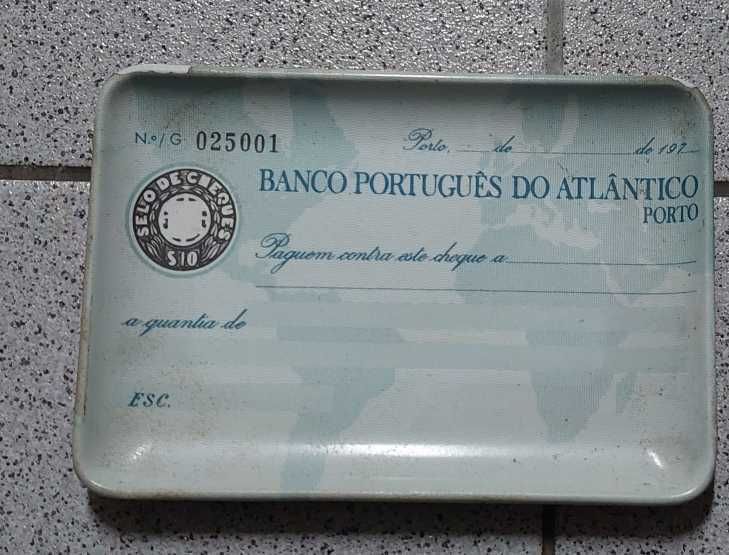 N.º/G 025001
Porto, de de 197
SELO DE CHEQUES
$10
BANCO PORTUGUÊS DO ATLÂNTICO
PORTO
Paguem contra este cheque a
a quantia de
ESC.